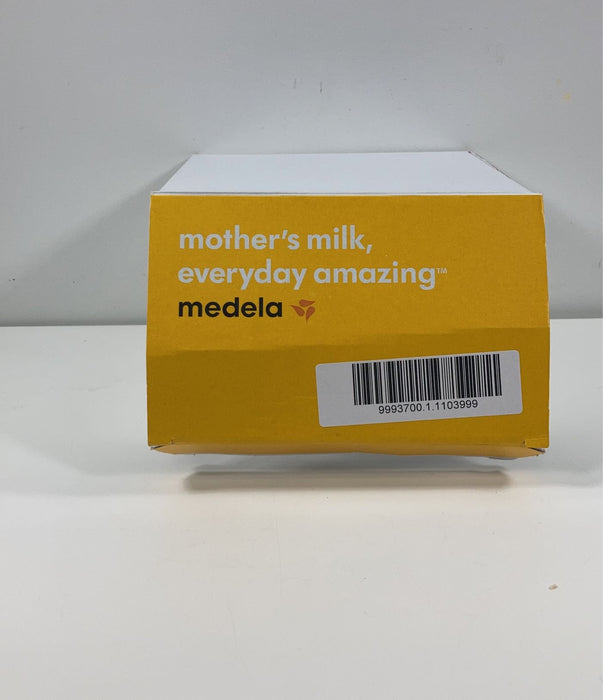 mother's milk,
everyday amazing™
medela
9993700.1.1103999